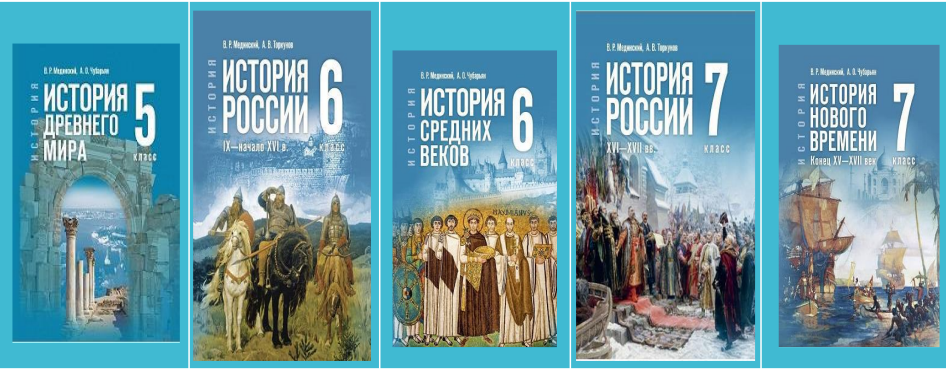 В. Р. Мединский, А. О. Чубарьян
ИСТОРИЯ
ИСТОРИЯ
ДРЕВНЕГО
МИРА
5
класс
В. Р. Мединский, А. В. Торкунов
ИСТОРИЯ
ИСТОРИЯ
РОССИИ
6
IX—начало XVI в.
класс
В. Р. Мединский, А. О. Чубарьян
ИСТОРИЯ
ИСТОРИЯ
СРЕДНИХ
ВЕКОВ
6
класс
MAXIMIANVS
В. Р. Мединский, А. В. Торкунов
ИСТОРИЯ
ИСТОРИЯ
РОССИИ
7
XVI—XVII вв.
класс
В. Р. Мединский, А. О. Чубарьян
ИСТОРИЯ
ИСТОРИЯ
НОВОГО
ВРЕМЕНИ
7
Конец XV—XVII век
класс